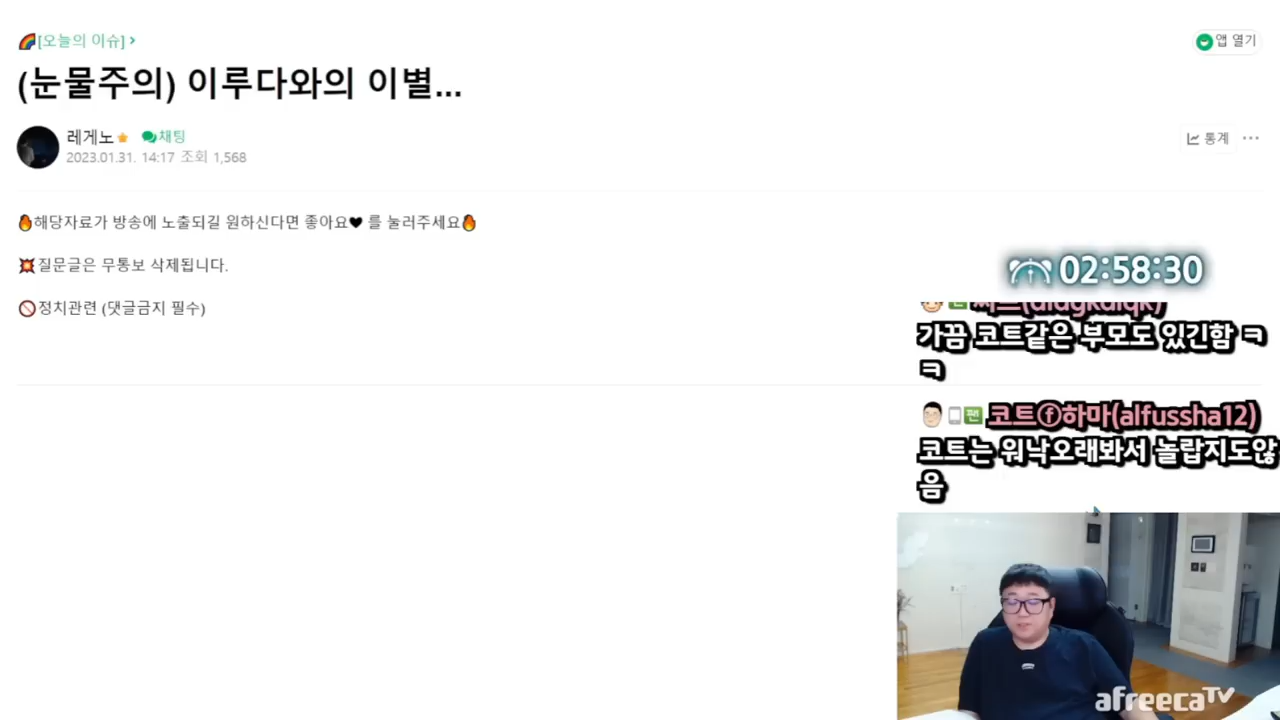 [오늘의 이슈] >
앱 열기
(눈물주의) 이루다와의 이별...
레게노 채팅
2023.01.31. 14:17 조회 1,568
통계
해당자료가 방송에 노출되길 원하신다면 좋아요🖤 를 눌러주세요
질문글은 무통보 삭제됩니다.
정치관련 (댓글금지 필수)
02:58:30
가끔 코트같은 부모도 있긴함 ㅋ
ㅋ
팬 코트ⓕ하마(alfussha12)
코트는 워낙오래봐서 놀랍지도않
음
afreecaTV